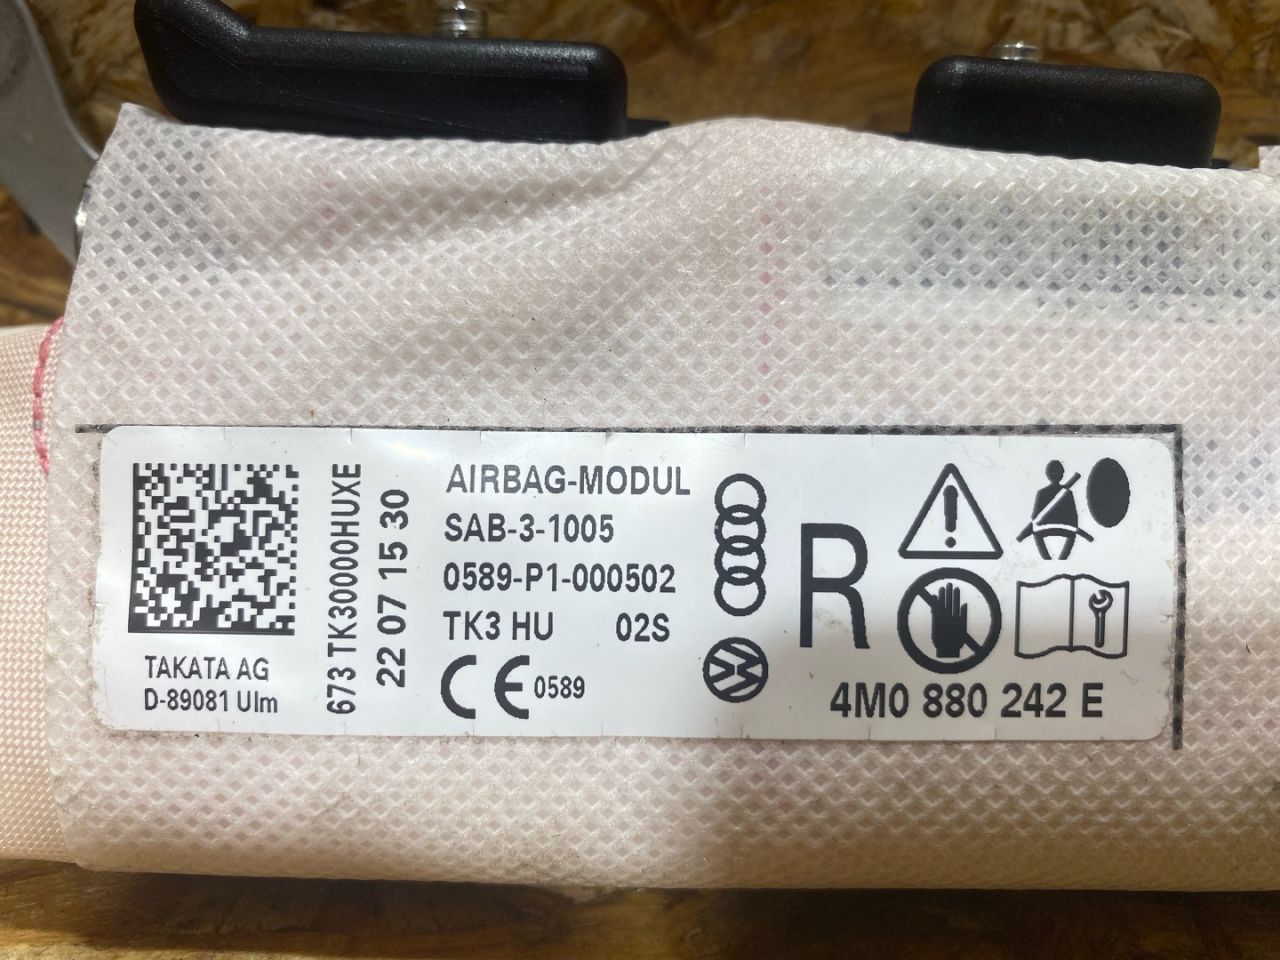 AIRBAG-MODUL
SAB-3-1005
0589-P1-000502
TK3 HU 02S
CE 0589
TAKATA AG
D-89081 Ulm
673 TK30000HUXE
22 07 15 30
R
4M0 880 242 E